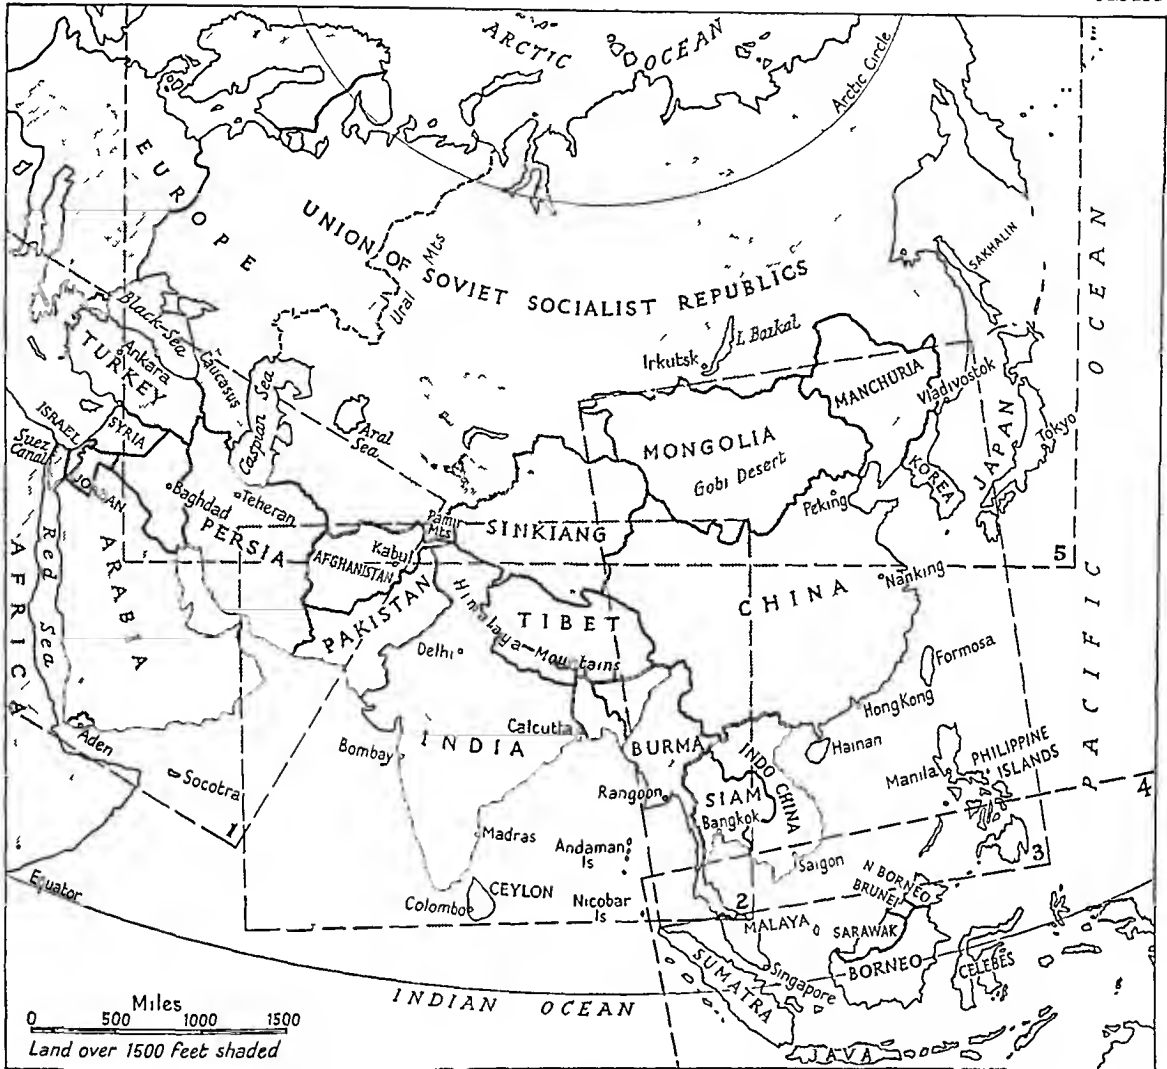 ARCTIC OCEAN
Arctic Circle
EUROPE
UNION OF SOVIET SOCIALIST REPUBLICS
Ural Mts
SAKHALIN
PACIFIC OCEAN
Black-Sea
Caucasus
Caspian Sea
Aral
Sea
Irkutsk
L Baikal
TURKEY
Ankara
MANCHURIA
Vladivostok
JAPAN
Tokyo
ISRAEL
SYRIA
Suez
Canal
JORDAN
MONGOLIA
Gobi Desert
KOREA
Peking
Baghdad
Teheran
PERSIA
Pamir
Mts
SINKIANG
AFRICA
Red Sea
ARABIA
AFGHANISTAN
Kabul
5
Nanking
CHINA
PAKISTAN
Himalaya-Mountains
TIBET
Delhi
Formosa
HongKong
Aden
Socotra
Bombay
INDIA
Calcutta
BURMA
INDO CHINA
Hainan
Manila
PHILIPPINE
ISLANDS
Rangoon
SIAM
Bangkok
4
1
Madras
Andaman
Is
Saigon
3
Equator
Colombo
CEYLON
Nicobar
Is
2
N BORNEO
BRUNEI
MALAYA
SARAWAK
SUMATRA
Singapore
BORNEO
CELEBES
INDIAN OCEAN
JAVA
Miles
0 500 1000 1500
Land over 1500 feet shaded